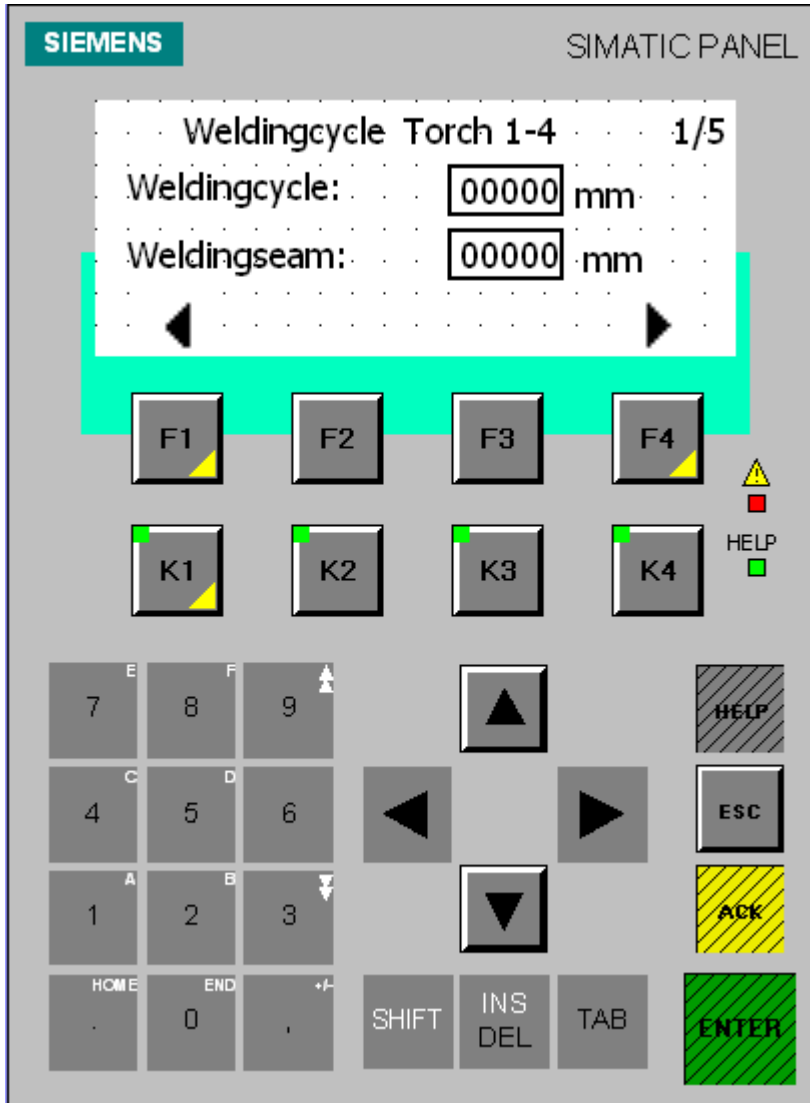 SIEMENS
SIMATIC PANEL
Weldingcycle Torch 1-4 1/5
Weldingcycle: 00000 mm
Weldingseam: 00000 mm
F1 F2 F3 F4
HELP
K1 K2 K3 K4
E F
7 8 9
HELP
C D
4 5 6
ESC
A B
1 2 3
ACK
HOME END +/-
. 0 ,
SHIFT INS DEL TAB
ENTER